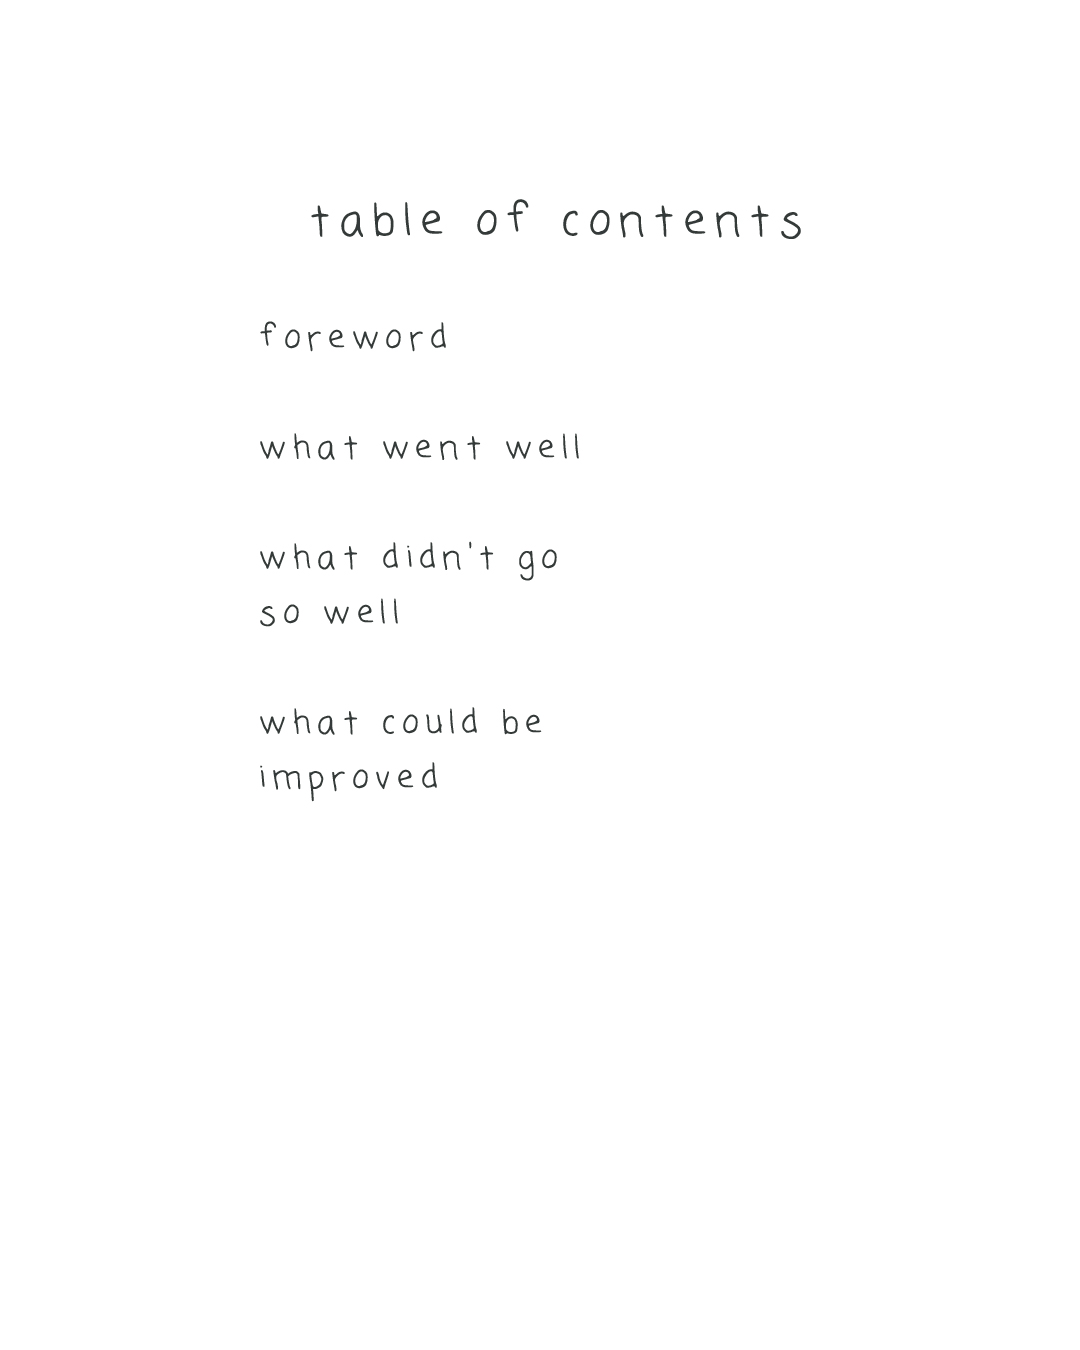 table of contents
foreword
what went well
what didn't go
so well
what could be
improved